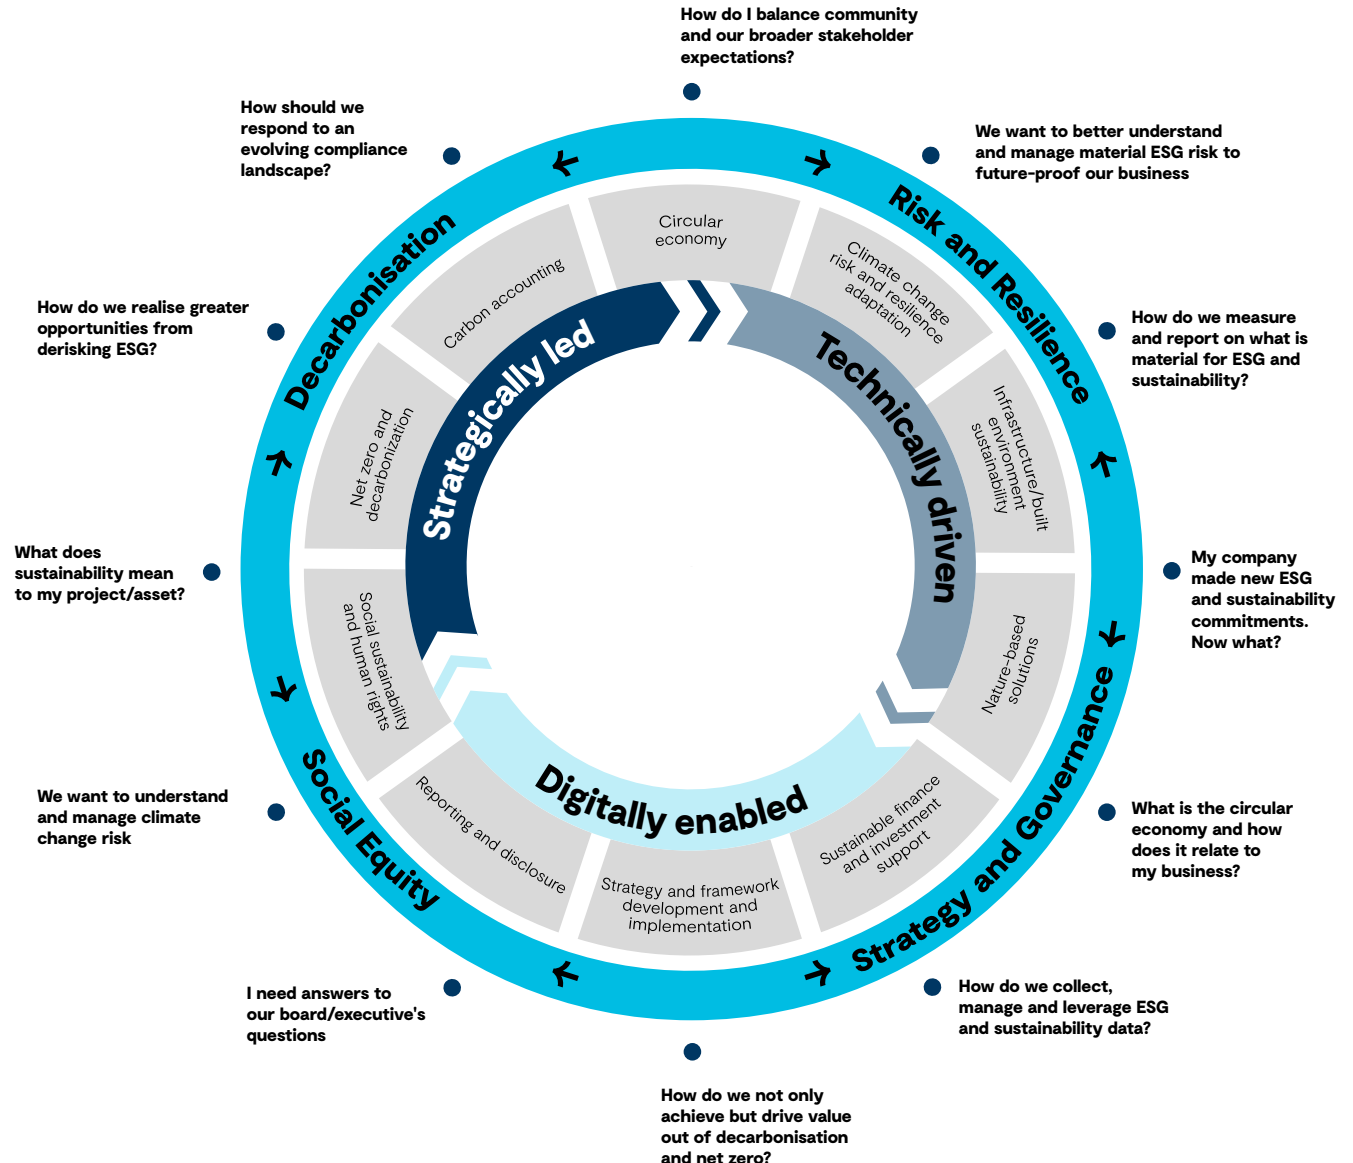 How do I balance community
and our broader stakeholder
expectations?
How should we
respond to an
evolving compliance
landscape?
We want to better understand
and manage material ESG risk to
future-proof our business
How do we realise greater
opportunities from
derisking ESG?
How do we measure
and report on what is
material for ESG and
sustainability?
What does
sustainability mean
to my project/asset?
My company
made new ESG
and sustainability
commitments.
Now what?
We want to understand
and manage climate
change risk
What is the circular
economy and how
does it relate to
my business?
I need answers to
our board/executive's
questions
How do we collect,
manage and leverage ESG
and sustainability data?
How do we not only
achieve but drive value
out of decarbonisation
and net zero?
Decarbonisation
Risk and Resilience
Strategy and Governance
Social Equity
Circular
economy
Climate change
risk and resilience
adaptation
Infrastructure/built
environment
sustainability
Nature-based
solutions
Sustainable finance
and investment
support
Strategy and framework
development and
implementation
Reporting and disclosure
Social sustainability
and human rights
Net zero and
decarbonization
Carbon accounting
Strategically led
Technically driven
Digitally enabled